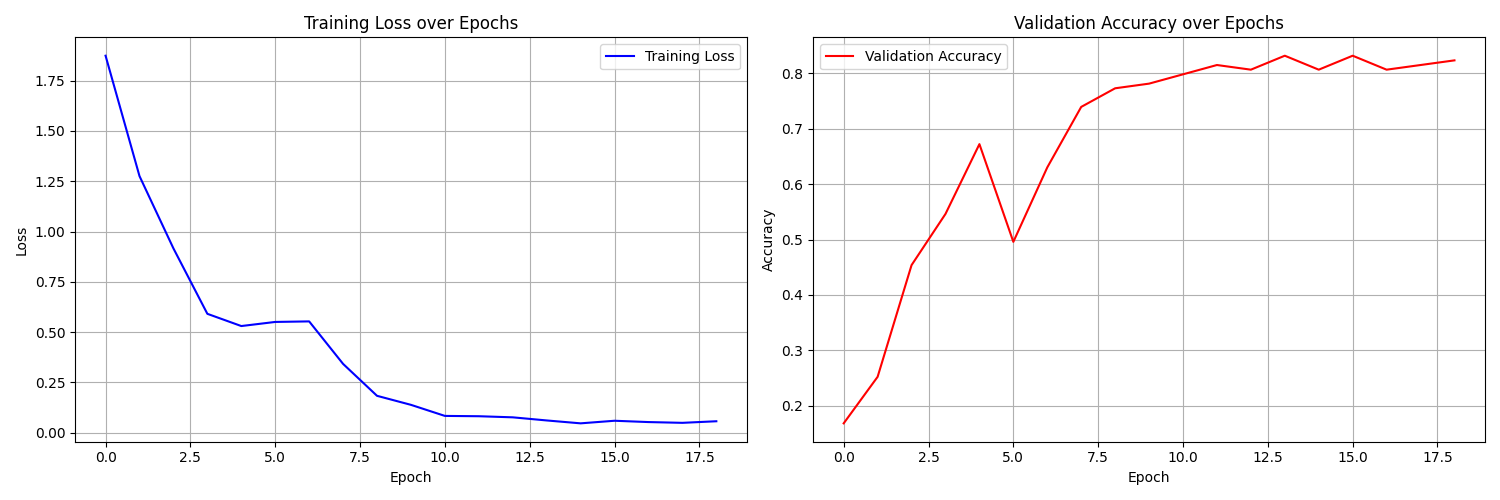 Training Loss over Epochs
Training Loss
1.75
1.50
1.25
1.00
0.75
0.50
0.25
0.00
Loss
0.0 2.5 5.0 7.5 10.0 12.5 15.0 17.5
Epoch
Validation Accuracy over Epochs
Validation Accuracy
0.8
0.7
0.6
0.5
0.4
0.3
0.2
Accuracy
0.0 2.5 5.0 7.5 10.0 12.5 15.0 17.5
Epoch